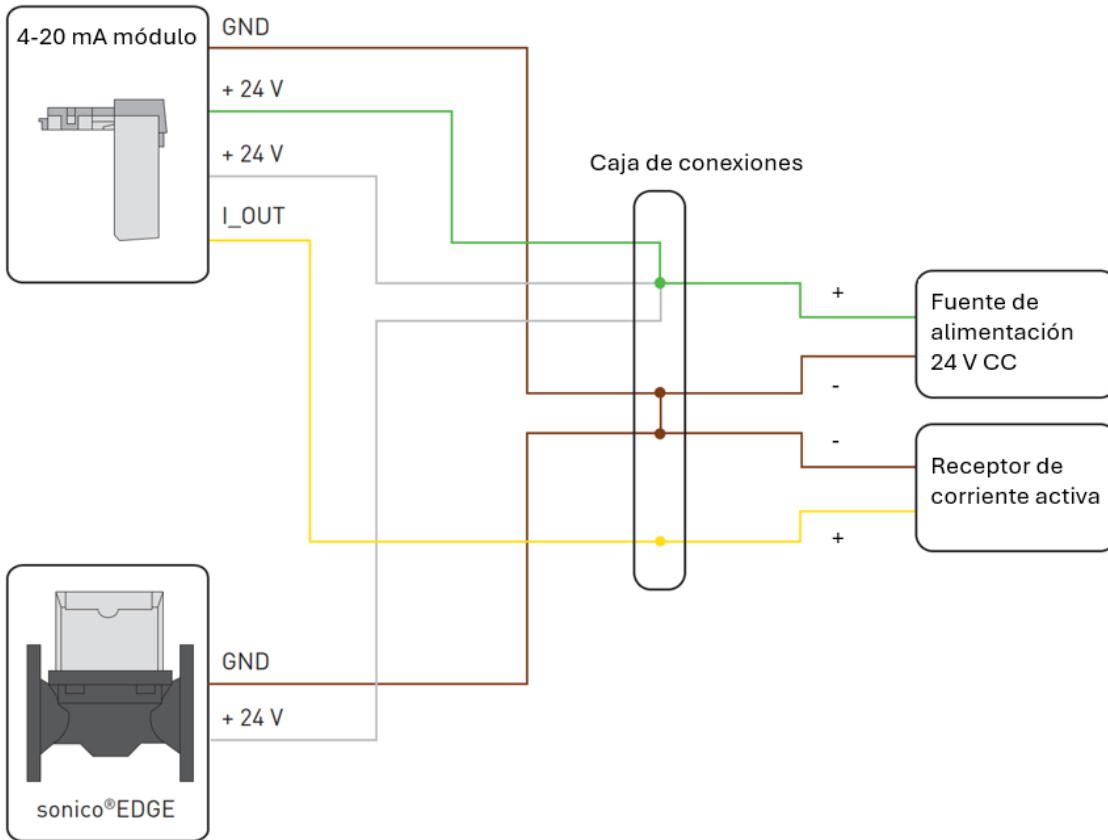 4-20 mA módulo
GND
+ 24 V
+ 24 V
I_OUT
Caja de conexiones
+
Fuente de
alimentación
24 V CC
-
-
Receptor de
corriente activa
+
GND
+ 24 V
sonico®EDGE